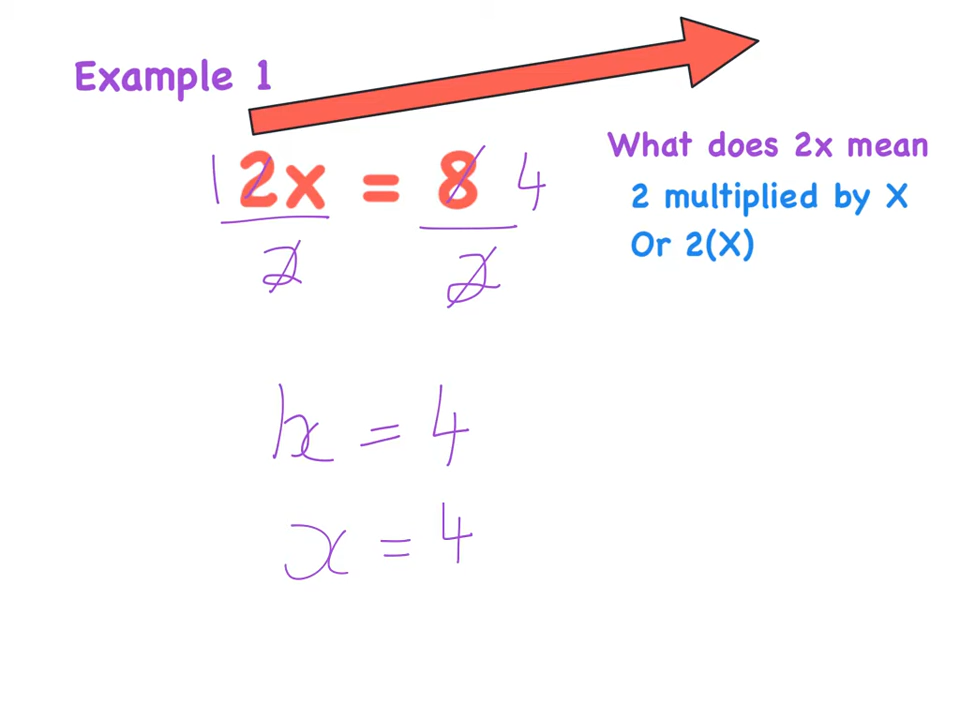 Example 1
What does 2x mean
1 2x = 8 4
2 2
2 multiplied by X
Or 2(X)
1x = 4
x = 4